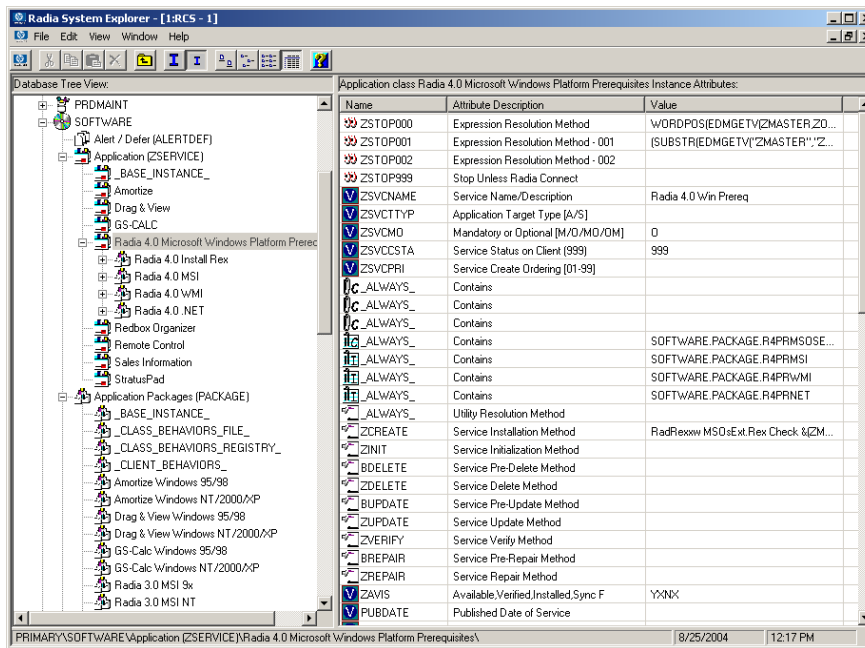 Radia System Explorer - [1:RCS - 1]
File Edit View Window Help
Database Tree View:
PRDMAINT
SOFTWARE
Alert / Defer (ALERTDEF)
Application (ZSERVICE)
_BASE_INSTANCE_
Amortize
Drag & View
GS-CALC
Radia 4.0 Microsoft Windows Platform Prerec
Radia 4.0 Install Rex
Radia 4.0 MSI
Radia 4.0 WMI
Radia 4.0 .NET
Redbox Organizer
Remote Control
Sales Information
StratusPad
Application Packages (PACKAGE)
_BASE_INSTANCE_
_CLASS_BEHAVIORS_FILE_
_CLASS_BEHAVIORS_REGISTRY_
_CLIENT_BEHAVIORS_
Amortize Windows 95/98
Amortize Windows NT/2000/XP
Drag & View Windows 95/98
Drag & View Windows NT/2000/XP
GS-Calc Windows 95/98
GS-Calc Windows NT/2000/XP
Radia 3.0 MSI 9x
Radia 3.0 MSI NT
Application class Radia 4.0 Microsoft Windows Platform Prerequisites Instance Attributes:
Name Attribute Description Value
ZSTOP000 Expression Resolution Method WORDPOS(EDMGETV(ZMASTER,ZO...
ZSTOP001 Expression Resolution Method - 001 (SUBSTR(EDMGETV("ZMASTER","Z...
ZSTOP002 Expression Resolution Method - 002
ZSTOP999 Stop Unless Radia Connect
ZSVCNAME Service Name/Description Radia 4.0 Win Prereq
ZSVCTTYP Application Target Type [A/S]
ZSVCMO Mandatory or Optional [M/O/MO/OM] O
ZSVCCSTA Service Status on Client (999) 999
ZSVCPRI Service Create Ordering [01-99]
_ALWAYS_ Contains
_ALWAYS_ Contains
_ALWAYS_ Contains
_ALWAYS_ Contains SOFTWARE.PACKAGE.R4PRMSOSE...
_ALWAYS_ Contains SOFTWARE.PACKAGE.R4PRMSI
_ALWAYS_ Contains SOFTWARE.PACKAGE.R4PRWMI
_ALWAYS_ Contains SOFTWARE.PACKAGE.R4PRNET
_ALWAYS_ Utility Resolution Method
ZCREATE Service Installation Method RadRexxw MSOsExt.Rex Check &(ZM...
ZINIT Service Initialization Method
BDELETE Service Pre-Delete Method
ZDELETE Service Delete Method
BUPDATE Service Pre-Update Method
ZUPDATE Service Update Method
ZVERIFY Service Verify Method
BREPAIR Service Pre-Repair Method
ZREPAIR Service Repair Method
ZAVIS Available,Verified,Installed,Sync F YXNX
PUBDATE Published Date of Service
PRIMARY\SOFTWARE\Application (ZSERVICE)\Radia 4.0 Microsoft Windows Platform Prerequisites\ 8/25/2004 12:17 PM